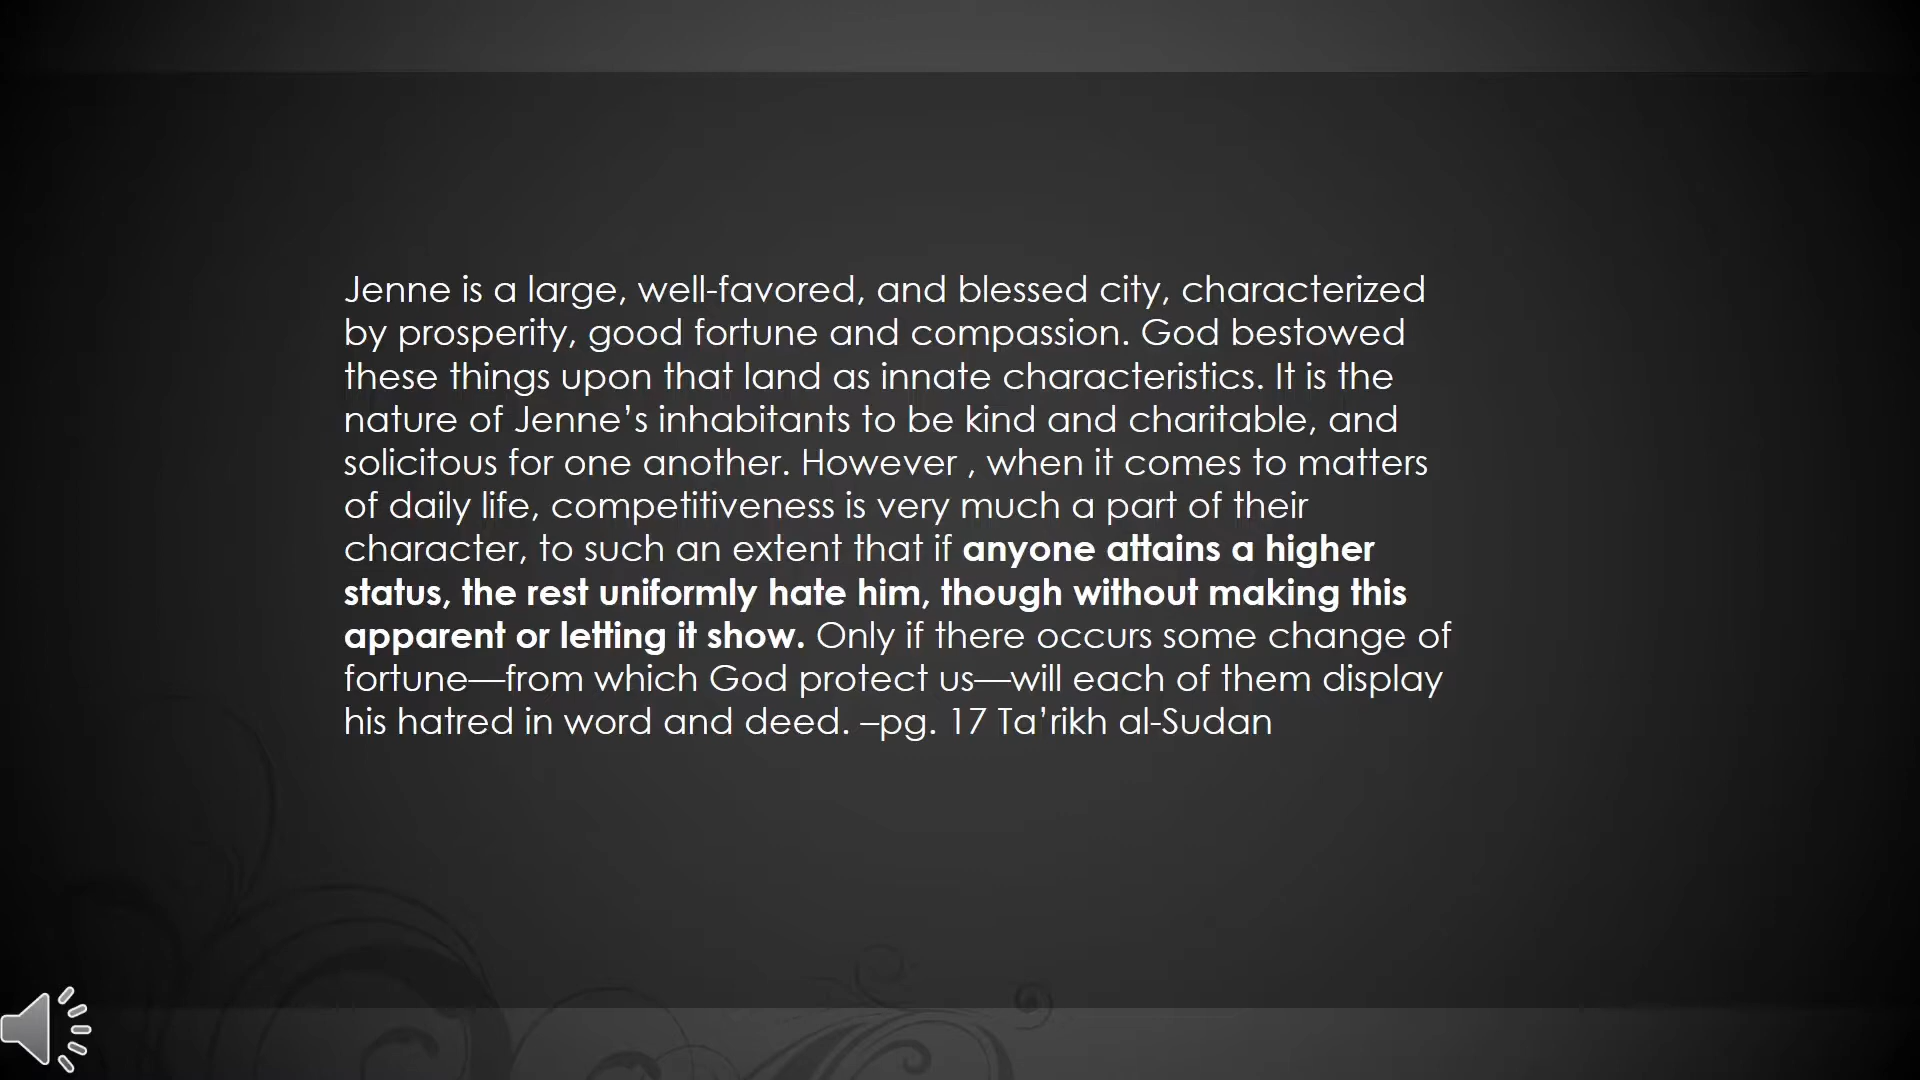 Jenne is a large, well-favored, and blessed city, characterized
by prosperity, good fortune and compassion. God bestowed
these things upon that land as innate characteristics. It is the
nature of Jenne’s inhabitants to be kind and charitable, and
solicitous for one another. However , when it comes to matters
of daily life, competitiveness is very much a part of their
character, to such an extent that if anyone attains a higher
status, the rest uniformly hate him, though without making this
apparent or letting it show. Only if there occurs some change of
fortune—from which God protect us—will each of them display
his hatred in word and deed. –pg. 17 Ta’rikh al-Sudan